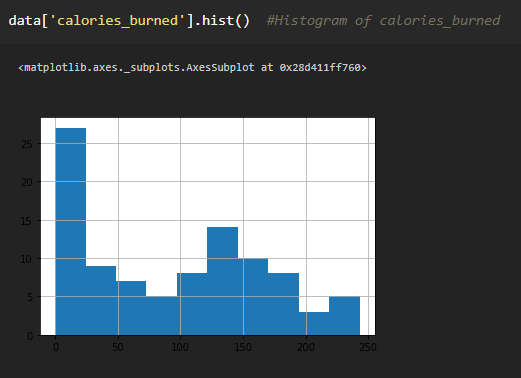 data['calories_burned'].hist() #Histogram of calories_burned
<matplotlib.axes._subplots.AxesSubplot at 0x28d411ff760>
25
20
15
10
5
0
0 50 100 150 200 250